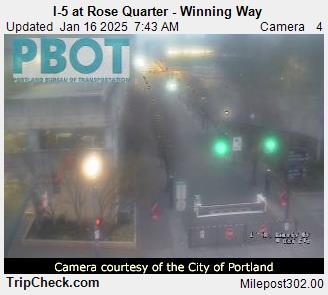 I-5 at Rose Quarter - Winning Way
Updated Jan 16 2025 7:43 AM Camera 4
PBOT
PORTLAND BUREAU OF TRANSPORTATION
Camera courtesy of the City of Portland
TripCheck.com Milepost302.00